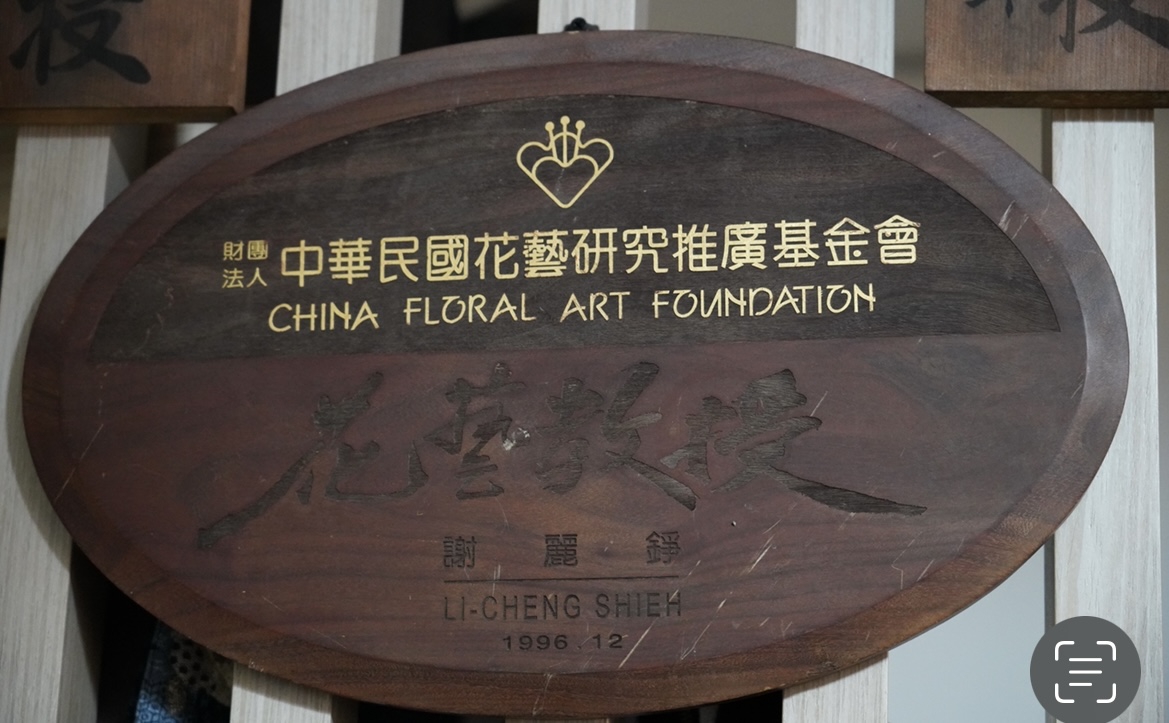 財團法人 中華民國花藝研究推廣基金會
CHINA FLORAL ART FOUNDATION
花藝教授
謝麗錚
LI-CHENG SHIEH
1996.12